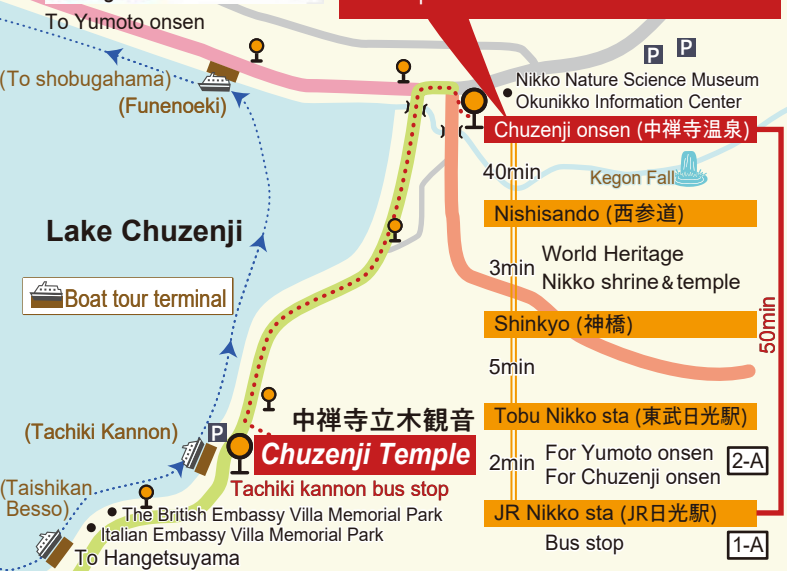 To Yumoto onsen
(To shobugahama)
(Funenoeki)
P
P
Nikko Nature Science Museum
Okunikko Information Center
Chuzenji onsen (中禅寺温泉)
40min
Kegon Fall
Nishisando (西参道)
Lake Chuzenji
3min
World Heritage
Nikko shrine & temple
Boat tour terminal
Shinkyo (神橋)
50min
5min
中禅寺立木観音
Tobu Nikko sta (東武日光駅)
(Tachiki Kannon)
P
Chuzenji Temple
2min
For Yumoto onsen
For Chuzenji onsen
2-A
(Taishikan
Besso)
Tachiki kannon bus stop
The British Embassy Villa Memorial Park
Italian Embassy Villa Memorial Park
To Hangetsuyama
JR Nikko sta (JR日光駅)
Bus stop
1-A